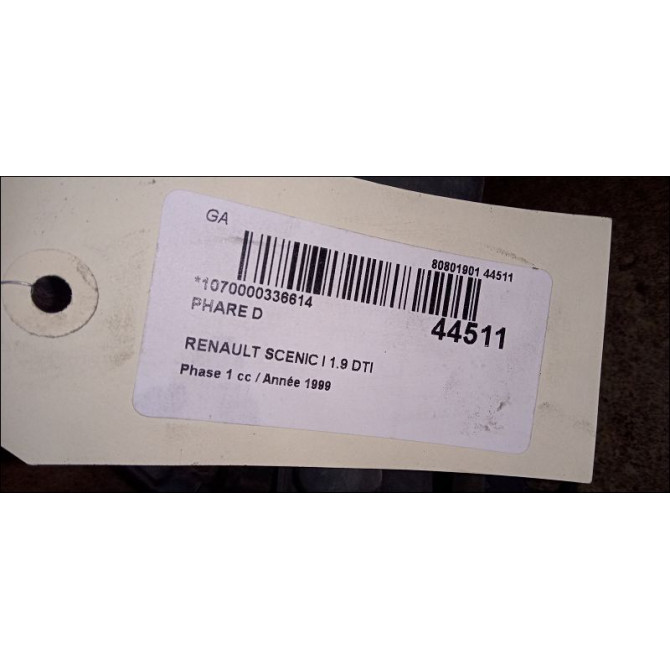 GA
80801901 44511
*1070000336614
PHARE D
44511
RENAULT SCENIC I 1.9 DTI
Phase 1 cc / Année 1999